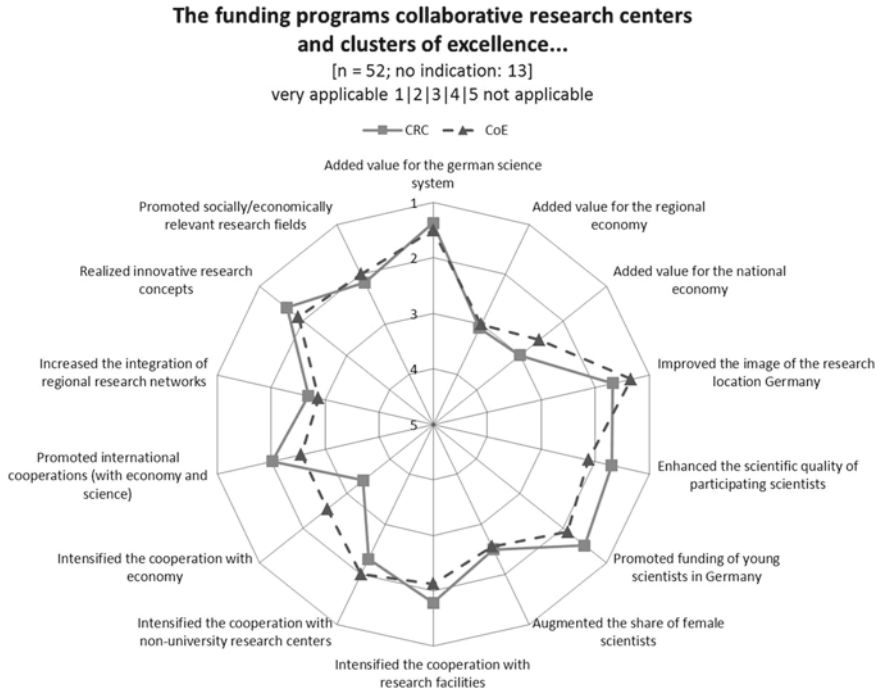 The funding programs collaborative research centers
and clusters of excellence...
[n = 52; no indication: 13]
very applicable 1|2|3|4|5 not applicable
CRC CoE
Added value for the german science
system
Promoted socially/economically
relevant research fields
Added value for the regional
economy
Realized innovative research
concepts
Added value for the national
economy
Increased the integration of
regional research networks
Improved the image of the research
location Germany
Promoted international
cooperations (with economy and
science)
Enhanced the scientific quality of
participating scientists
Intensified the cooperation with
economy
Promoted funding of young
scientists in Germany
Intensified the cooperation with
non-university research centers
Augmented the share of female
scientists
Intensified the cooperation with
research facilities
1
2
3
4
5